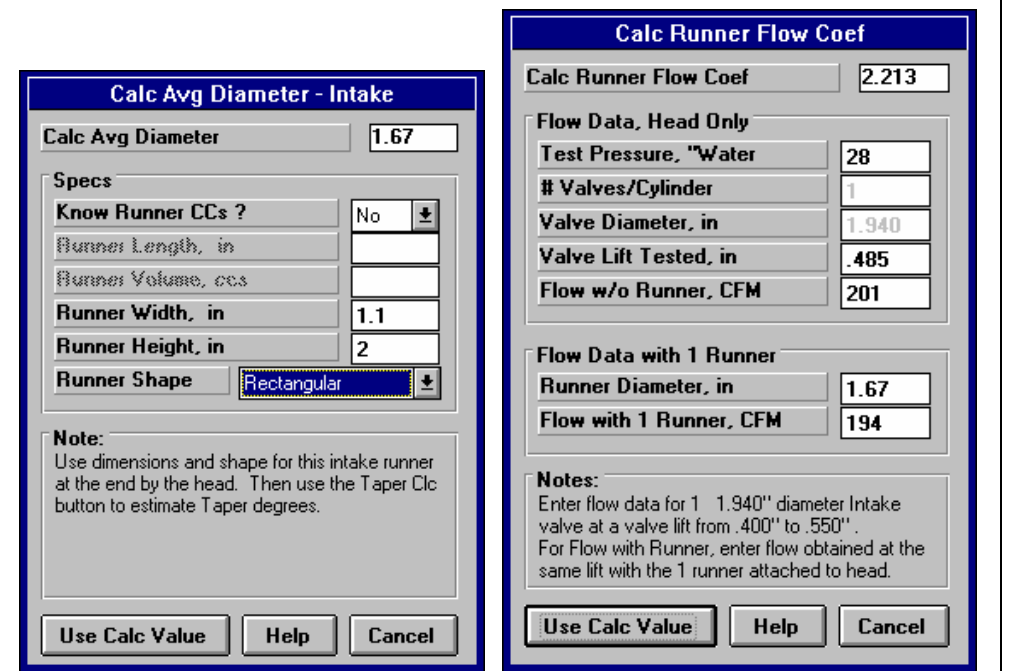 Calc Avg Diameter - Intake
Calc Avg Diameter 1.67
Specs
Know Runner CCs ? No
Runner Length, in
Runner Volume, ccs
Runner Width, in 1.1
Runner Height, in 2
Runner Shape Rectangular
Note:
Use dimensions and shape for this intake runner
at the end by the head. Then use the Taper Clc
button to estimate Taper degrees.
Use Calc Value Help Cancel
Calc Runner Flow Coef
Calc Runner Flow Coef 2.213
Flow Data, Head Only
Test Pressure, "Water 28
# Valves/Cylinder 1
Valve Diameter, in 1.940
Valve Lift Tested, in .485
Flow w/o Runner, CFM 201
Flow Data with 1 Runner
Runner Diameter, in 1.67
Flow with 1 Runner, CFM 194
Notes:
Enter flow data for 1 1.940" diameter Intake
valve at a valve lift from .400" to .550" .
For Flow with Runner, enter flow obtained at the
same lift with the 1 runner attached to head.
Use Calc Value Help Cancel